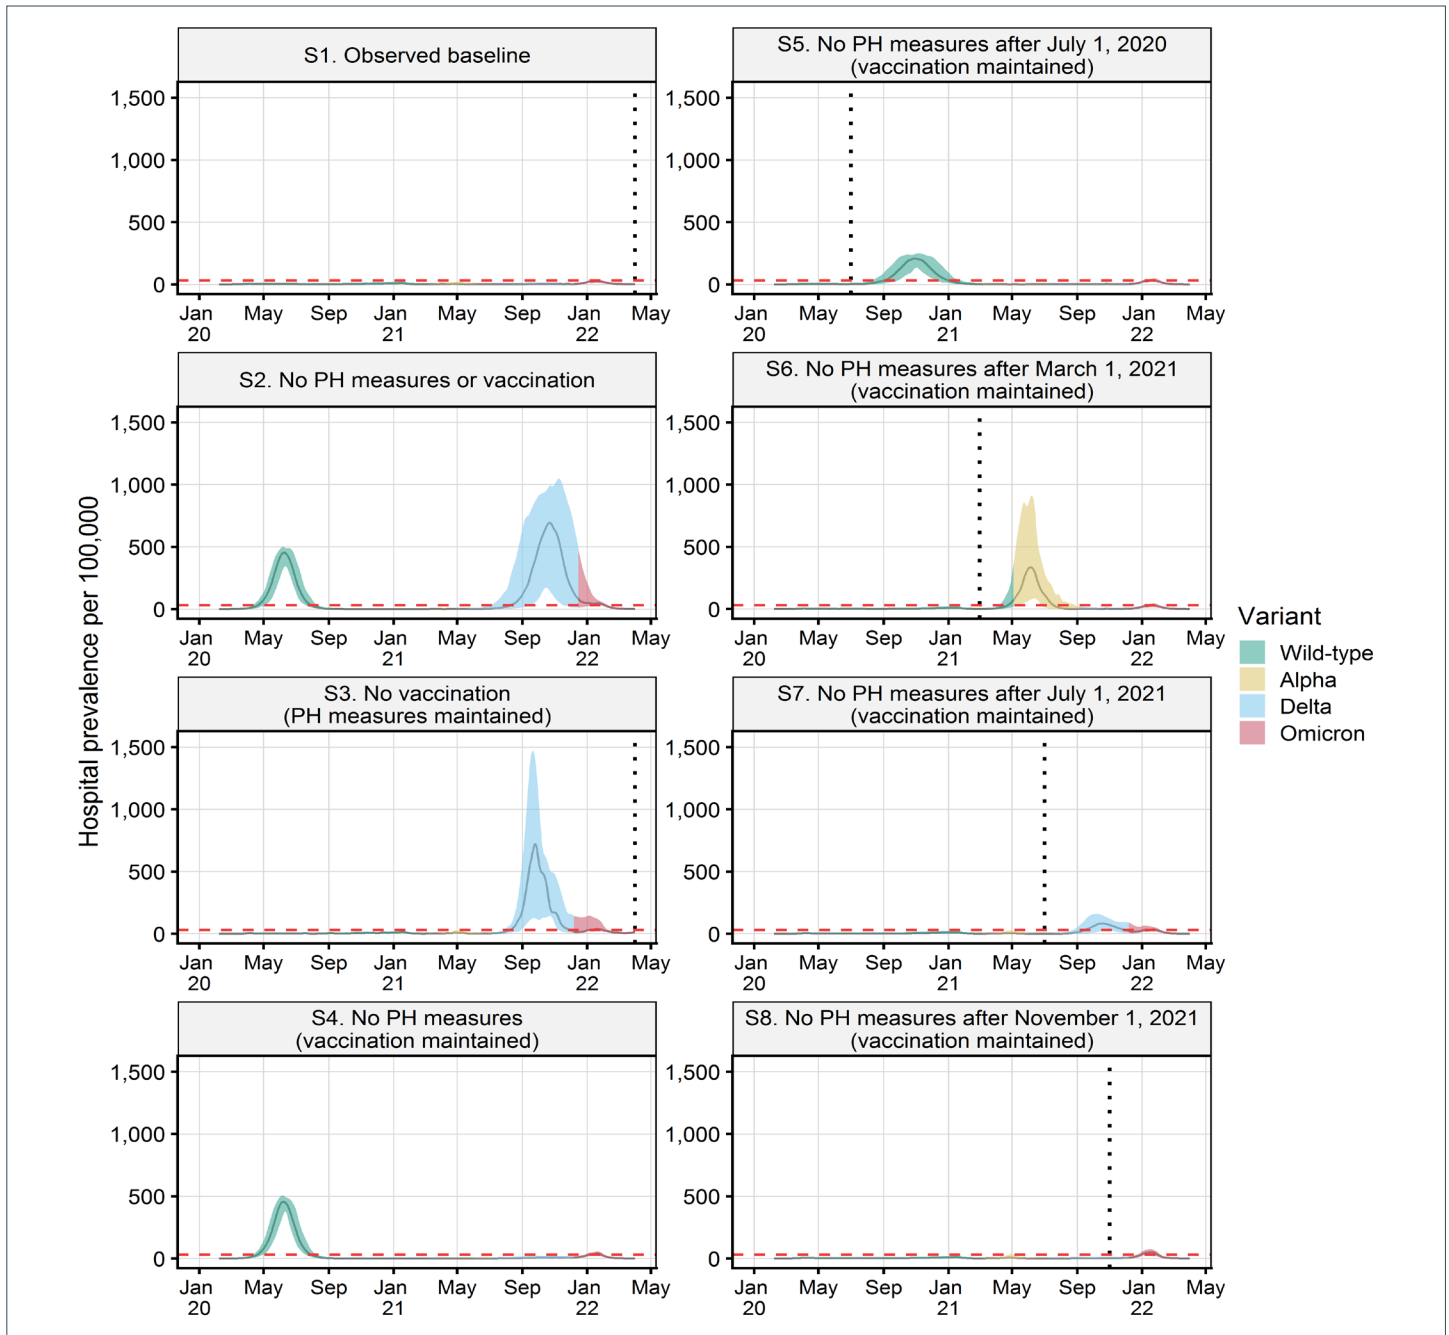 S1. Observed baseline
1,500
1,000
500
0
Jan May Sep Jan May Sep Jan May
20 21 22
S5. No PH measures after July 1, 2020
(vaccination maintained)
1,500
1,000
500
0
Jan May Sep Jan May Sep Jan May
20 21 22
S2. No PH measures or vaccination
1,500
1,000
500
0
Jan May Sep Jan May Sep Jan May
20 21 22
S6. No PH measures after March 1, 2021
(vaccination maintained)
1,500
1,000
500
0
Jan May Sep Jan May Sep Jan May
20 21 22
Hospital prevalence per 100,000
S3. No vaccination
(PH measures maintained)
1,500
1,000
500
0
Jan May Sep Jan May Sep Jan May
20 21 22
S7. No PH measures after July 1, 2021
(vaccination maintained)
1,500
1,000
500
0
Jan May Sep Jan May Sep Jan May
20 21 22
S4. No PH measures
(vaccination maintained)
1,500
1,000
500
0
Jan May Sep Jan May Sep Jan May
20 21 22
S8. No PH measures after November 1, 2021
(vaccination maintained)
1,500
1,000
500
0
Jan May Sep Jan May Sep Jan May
20 21 22
Variant
Wild-type
Alpha
Delta
Omicron